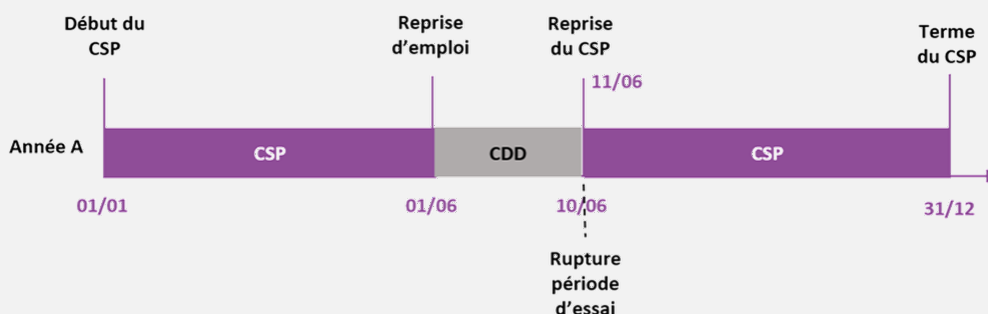 Début du
CSP
Reprise
d’emploi
Reprise
du CSP
11/06
Terme
du CSP
Année A
CSP
CDD
CSP
01/01
01/06
10/06
31/12
Rupture
période
d’essai